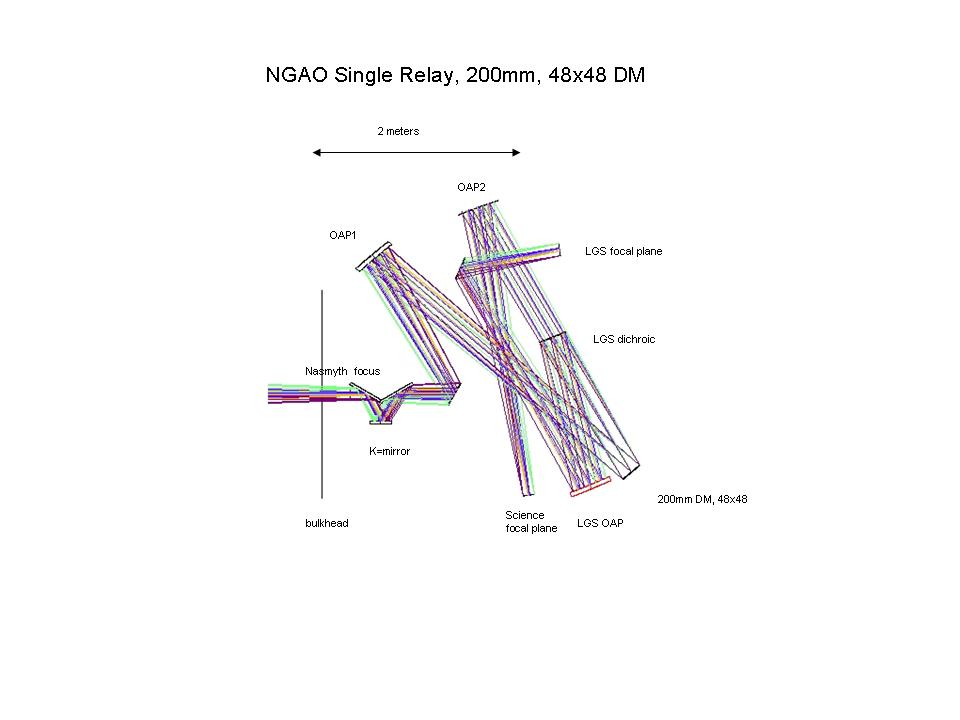 NGAO Single Relay, 200mm, 48x48 DM
2 meters
OAP2
OAP1
LGS focal plane
LGS dichroic
Nasmyth focus
K=mirror
200mm DM, 48x48
Science
focal plane
LGS OAP
bulkhead